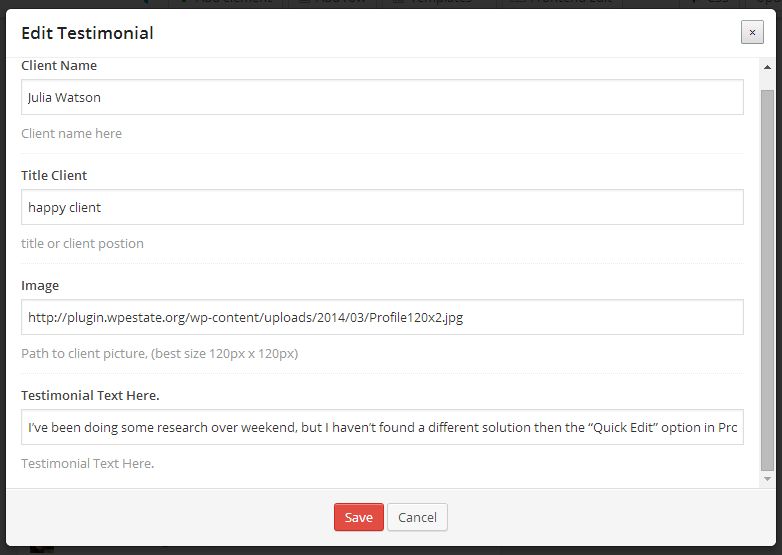 Edit Testimonial
×
Client Name
Julia Watson
Client name here
Title Client
happy client
title or client postion
Image
http://plugin.wpestate.org/wp-content/uploads/2014/03/Profile120x2.jpg
Path to client picture, (best size 120px x 120px)
Testimonial Text Here.
I’ve been doing some research over weekend, but I haven’t found a different solution then the “Quick Edit” option in Pro
Testimonial Text Here.
Save Cancel